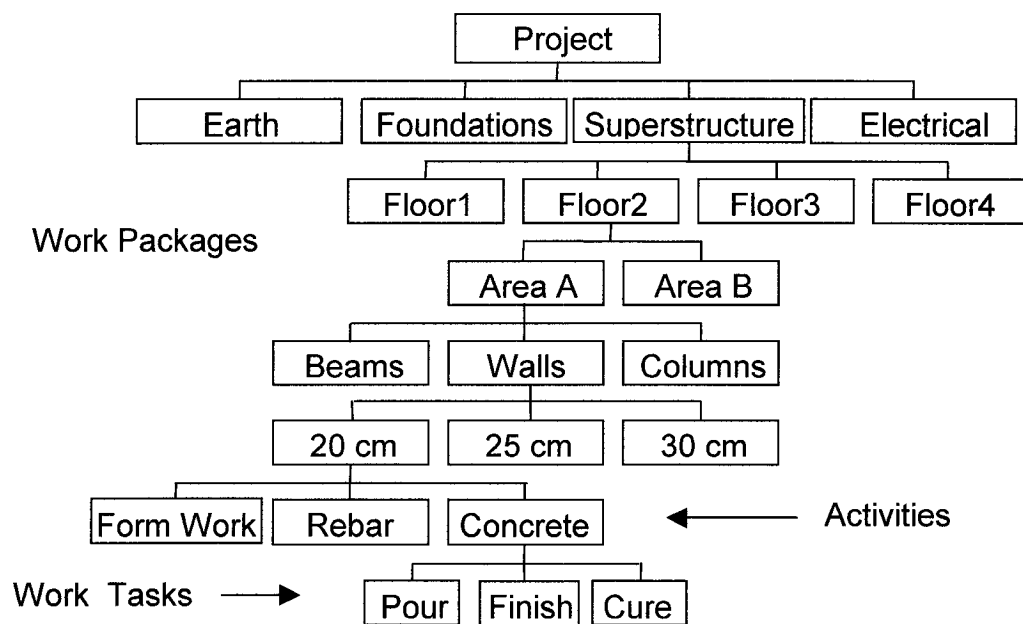 Project
Earth Foundations Superstructure Electrical
Floor1 Floor2 Floor3 Floor4
Work Packages
Area A Area B
Beams Walls Columns
20 cm 25 cm 30 cm
Form Work Rebar Concrete Activities
Work Tasks Pour Finish Cure